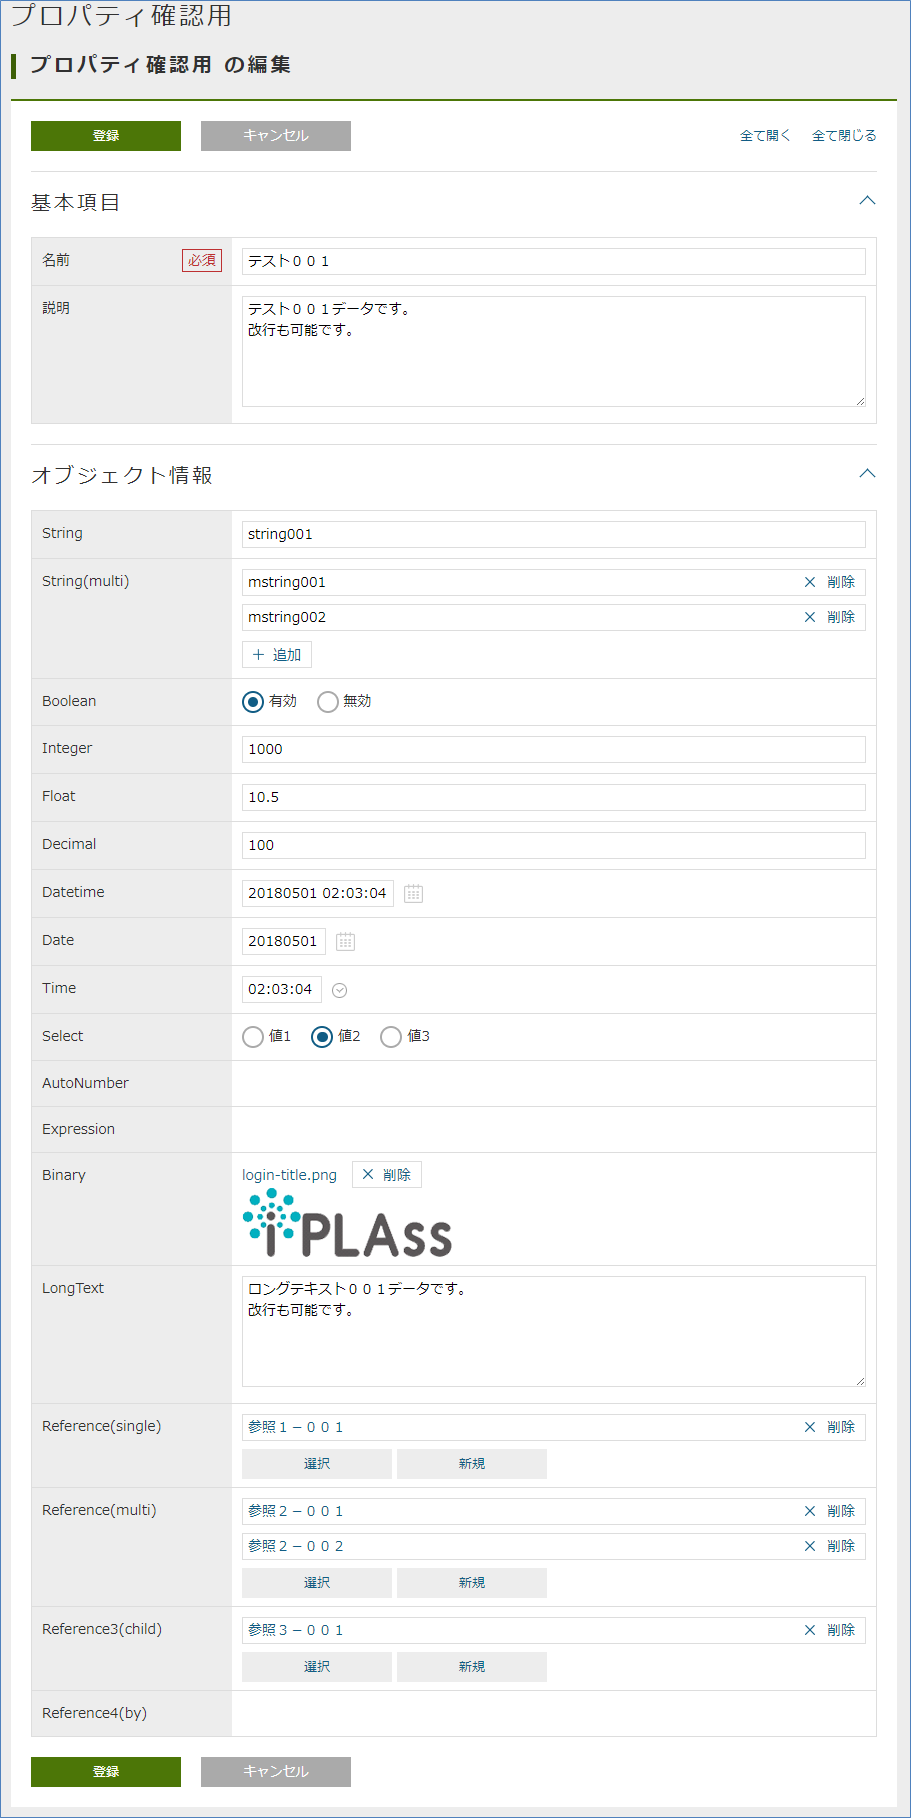 プロパティ確認用
プロパティ確認用 の編集
登録 キャンセル 全て開く 全て閉じる
基本項目
名前 必須 テスト００１
説明 テスト００１データです。
改行も可能です。
オブジェクト情報
String string001
String(multi) mstring001 × 削除
mstring002 × 削除
＋ 追加
Boolean 有効 無効
Integer 1000
Float 10.5
Decimal 100
Datetime 20180501 02:03:04
Date 20180501
Time 02:03:04
Select 値1 値2 値3
AutoNumber
Expression
Binary login-title.png × 削除
iPLAss
LongText ロングテキスト００１データです。
改行も可能です。
Reference(single) 参照１－００１ × 削除
選択 新規
Reference(multi) 参照２－００１ × 削除
参照２－００２ × 削除
選択 新規
Reference3(child) 参照３－００１ × 削除
選択 新規
Reference4(by)
登録 キャンセル